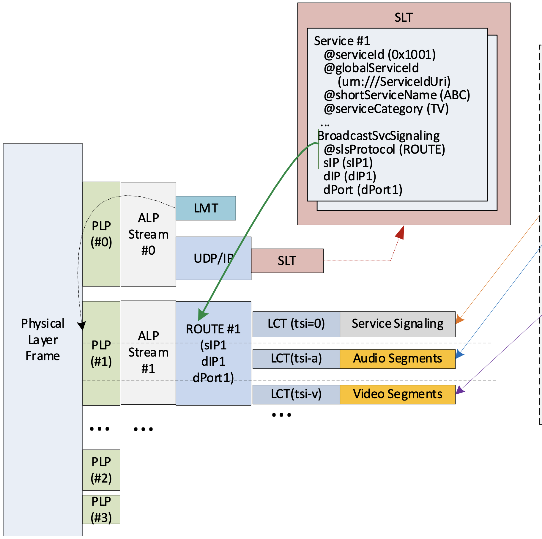 SLT
Service #1
@serviceId (0x1001)
@globalServiceId
(urn:///ServiceIdUri)
@shortServiceName (ABC)
@serviceCategory (TV)
...
BroadcastSvcSignaling
@slsProtocol (ROUTE)
sIP (sIP1)
dIP (dIP1)
dPort (dPort1)
Physical
Layer
Frame
PLP
(#0)
ALP
Stream
#0
LMT
UDP/IP
SLT
PLP
(#1)
ALP
Stream
#1
ROUTE #1
(sIP1
dIP1
dPort1)
LCT (tsi=0)
Service Signaling
LCT(tsi-a)
Audio Segments
LCT(tsi-v)
Video Segments
...
...
...
PLP
(#2)
PLP
(#3)